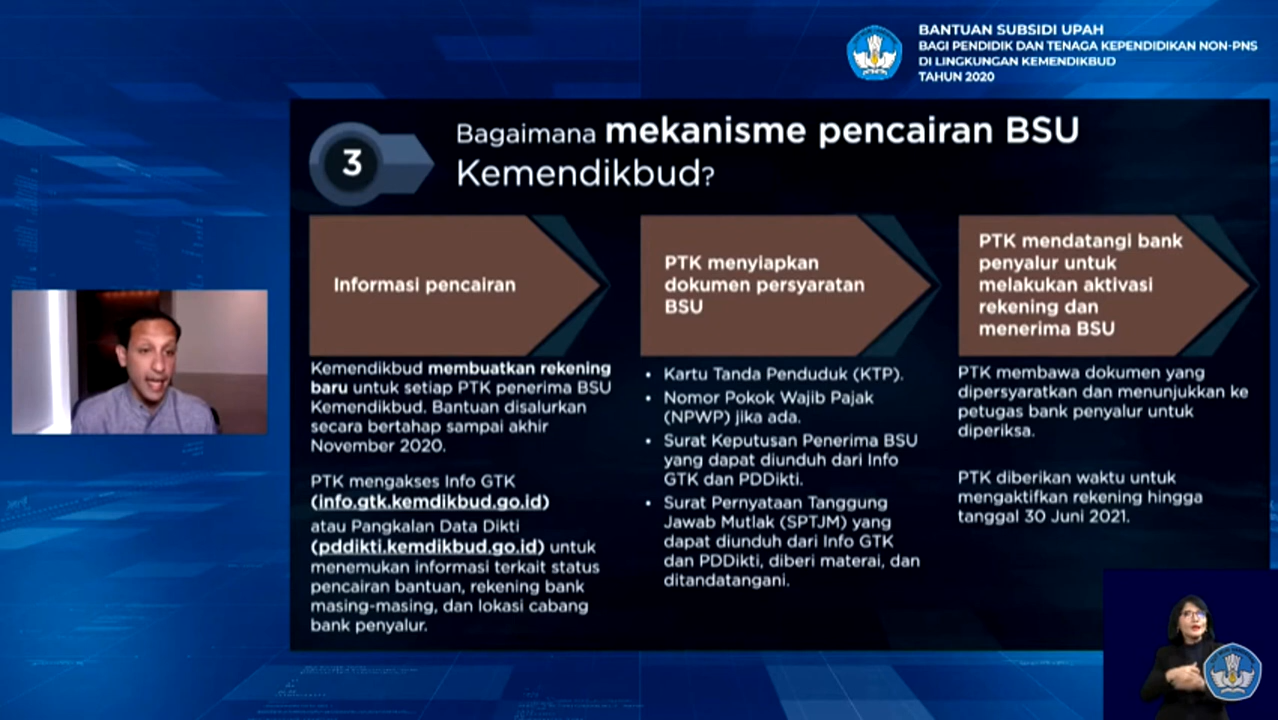 BANTUAN SUBSIDI UPAH
BAGI PENDIDIK DAN TENAGA KEPENDIDIKAN NON-PNS
DI LINGKUNGAN KEMENDIKBUD
TAHUN 2020
3
Bagaimana mekanisme pencairan BSU
Kemendikbud?
Informasi pencairan
Kemendikbud membuatkan rekening
baru untuk setiap PTK penerima BSU
Kemendikbud. Bantuan disalurkan
secara bertahap sampai akhir
November 2020.
PTK mengakses Info GTK
(info.gtk.kemdikbud.go.id)
atau Pangkalan Data Dikti
(pddikti.kemdikbud.go.id) untuk
menemukan informasi terkait status
pencairan bantuan, rekening bank
masing-masing, dan lokasi cabang
bank penyalur.
PTK menyiapkan
dokumen persyaratan
BSU
• Kartu Tanda Penduduk (KTP).
• Nomor Pokok Wajib Pajak
(NPWP) jika ada.
• Surat Keputusan Penerima BSU
yang dapat diunduh dari Info
GTK dan PDDikti.
• Surat Pernyataan Tanggung
Jawab Mutlak (SPTJM) yang
dapat diunduh dari Info GTK
dan PDDikti, diberi materai, dan
ditandatangani.
PTK mendatangi bank
penyalur untuk
melakukan aktivasi
rekening dan
menerima BSU
PTK membawa dokumen yang
dipersyaratkan dan menunjukkan ke
petugas bank penyalur untuk
diperiksa.
PTK diberikan waktu untuk
mengaktifkan rekening hingga
tanggal 30 Juni 2021.